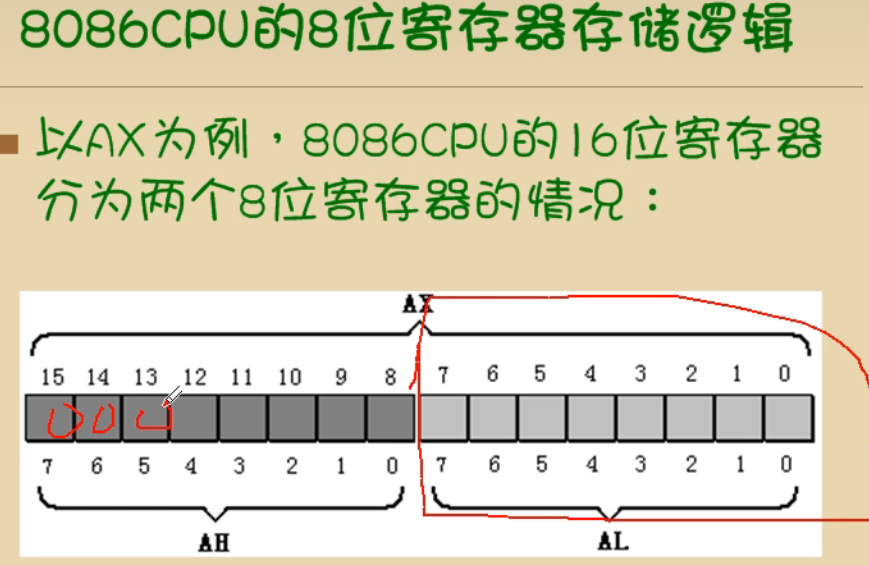 8086CPU的8位寄存器存储逻辑
以AX为例，8086CPU的16位寄存器
分为两个8位寄存器的情况：
AX
15 14 13 12 11 10 9 8 7 6 5 4 3 2 1 0
0 0
7 6 5 4 3 2 1 0 7 6 5 4 3 2 1 0
AH AL